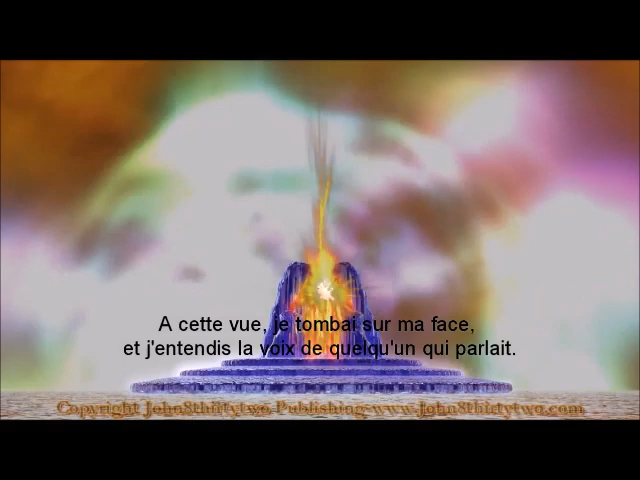 A cette vue, je tombai sur ma face,
et j'entendis la voix de quelqu'un qui parlait.
Copyright John8thirtytwo Publishing www.John8thirtytwo.com